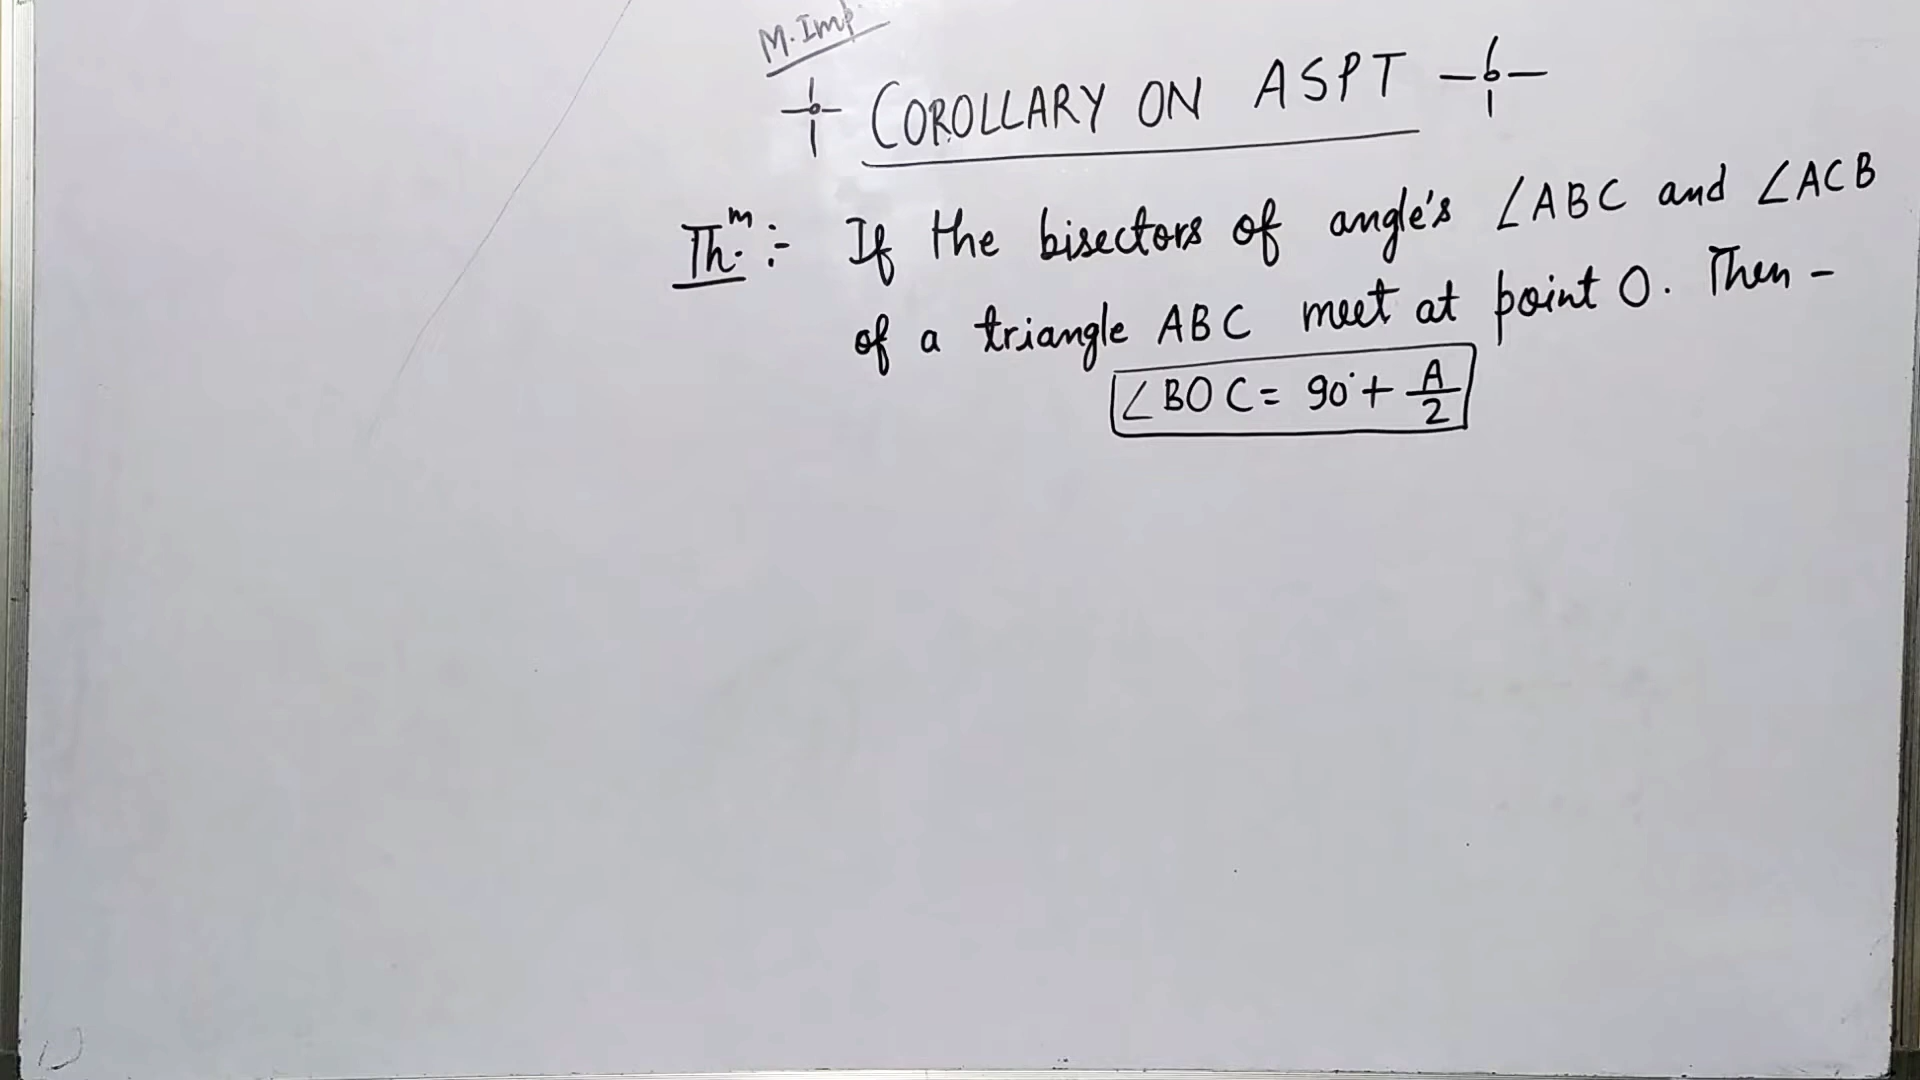 M. Imp.
COROLLARY ON ASPT
Th.ᵐ :- If the bisectors of angle's ∠ABC and ∠ACB
of a triangle ABC meet at point O. Then -
∠BOC = 90° + A/2